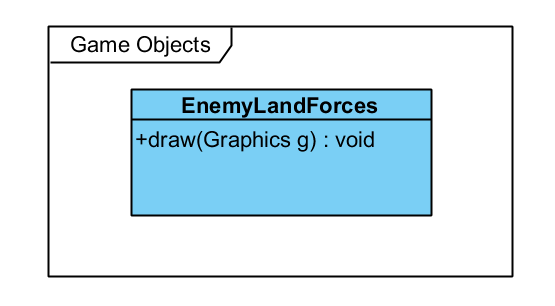 Game Objects
EnemyLandForces
+draw(Graphics g) : void